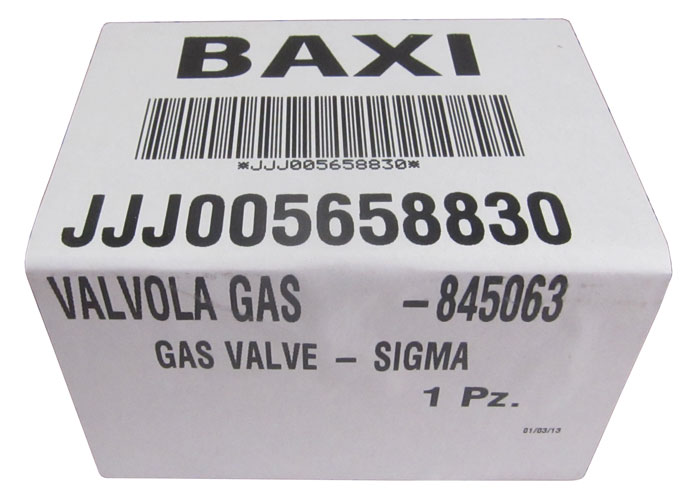 BAXI
*JJJ005658830*
JJJ005658830
VALVOLA GAS -845063
GAS VALVE - SIGMA
1 Pz.
01/03/13